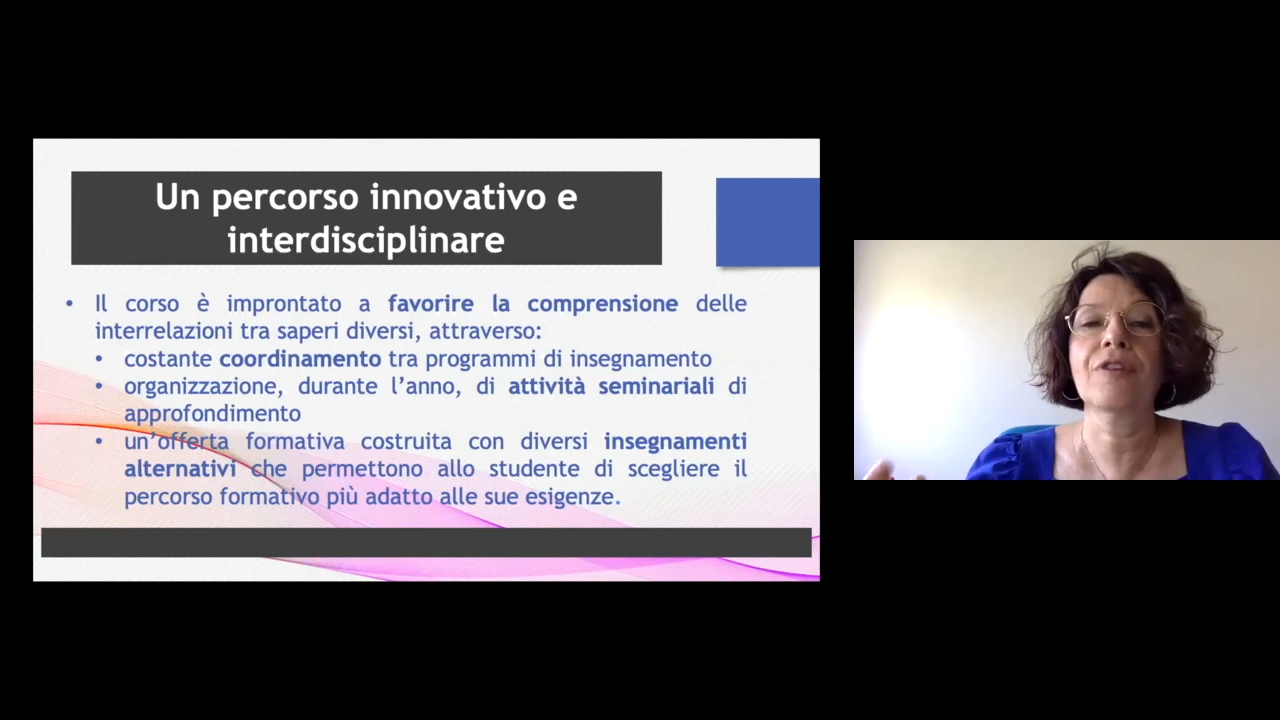 Un percorso innovativo e
interdisciplinare
• Il corso è improntato a favorire la comprensione delle
interrelazioni tra saperi diversi, attraverso:
• costante coordinamento tra programmi di insegnamento
• organizzazione, durante l’anno, di attività seminariali di
approfondimento
• un’offerta formativa costruita con diversi insegnamenti
alternativi che permettono allo studente di scegliere il
percorso formativo più adatto alle sue esigenze.